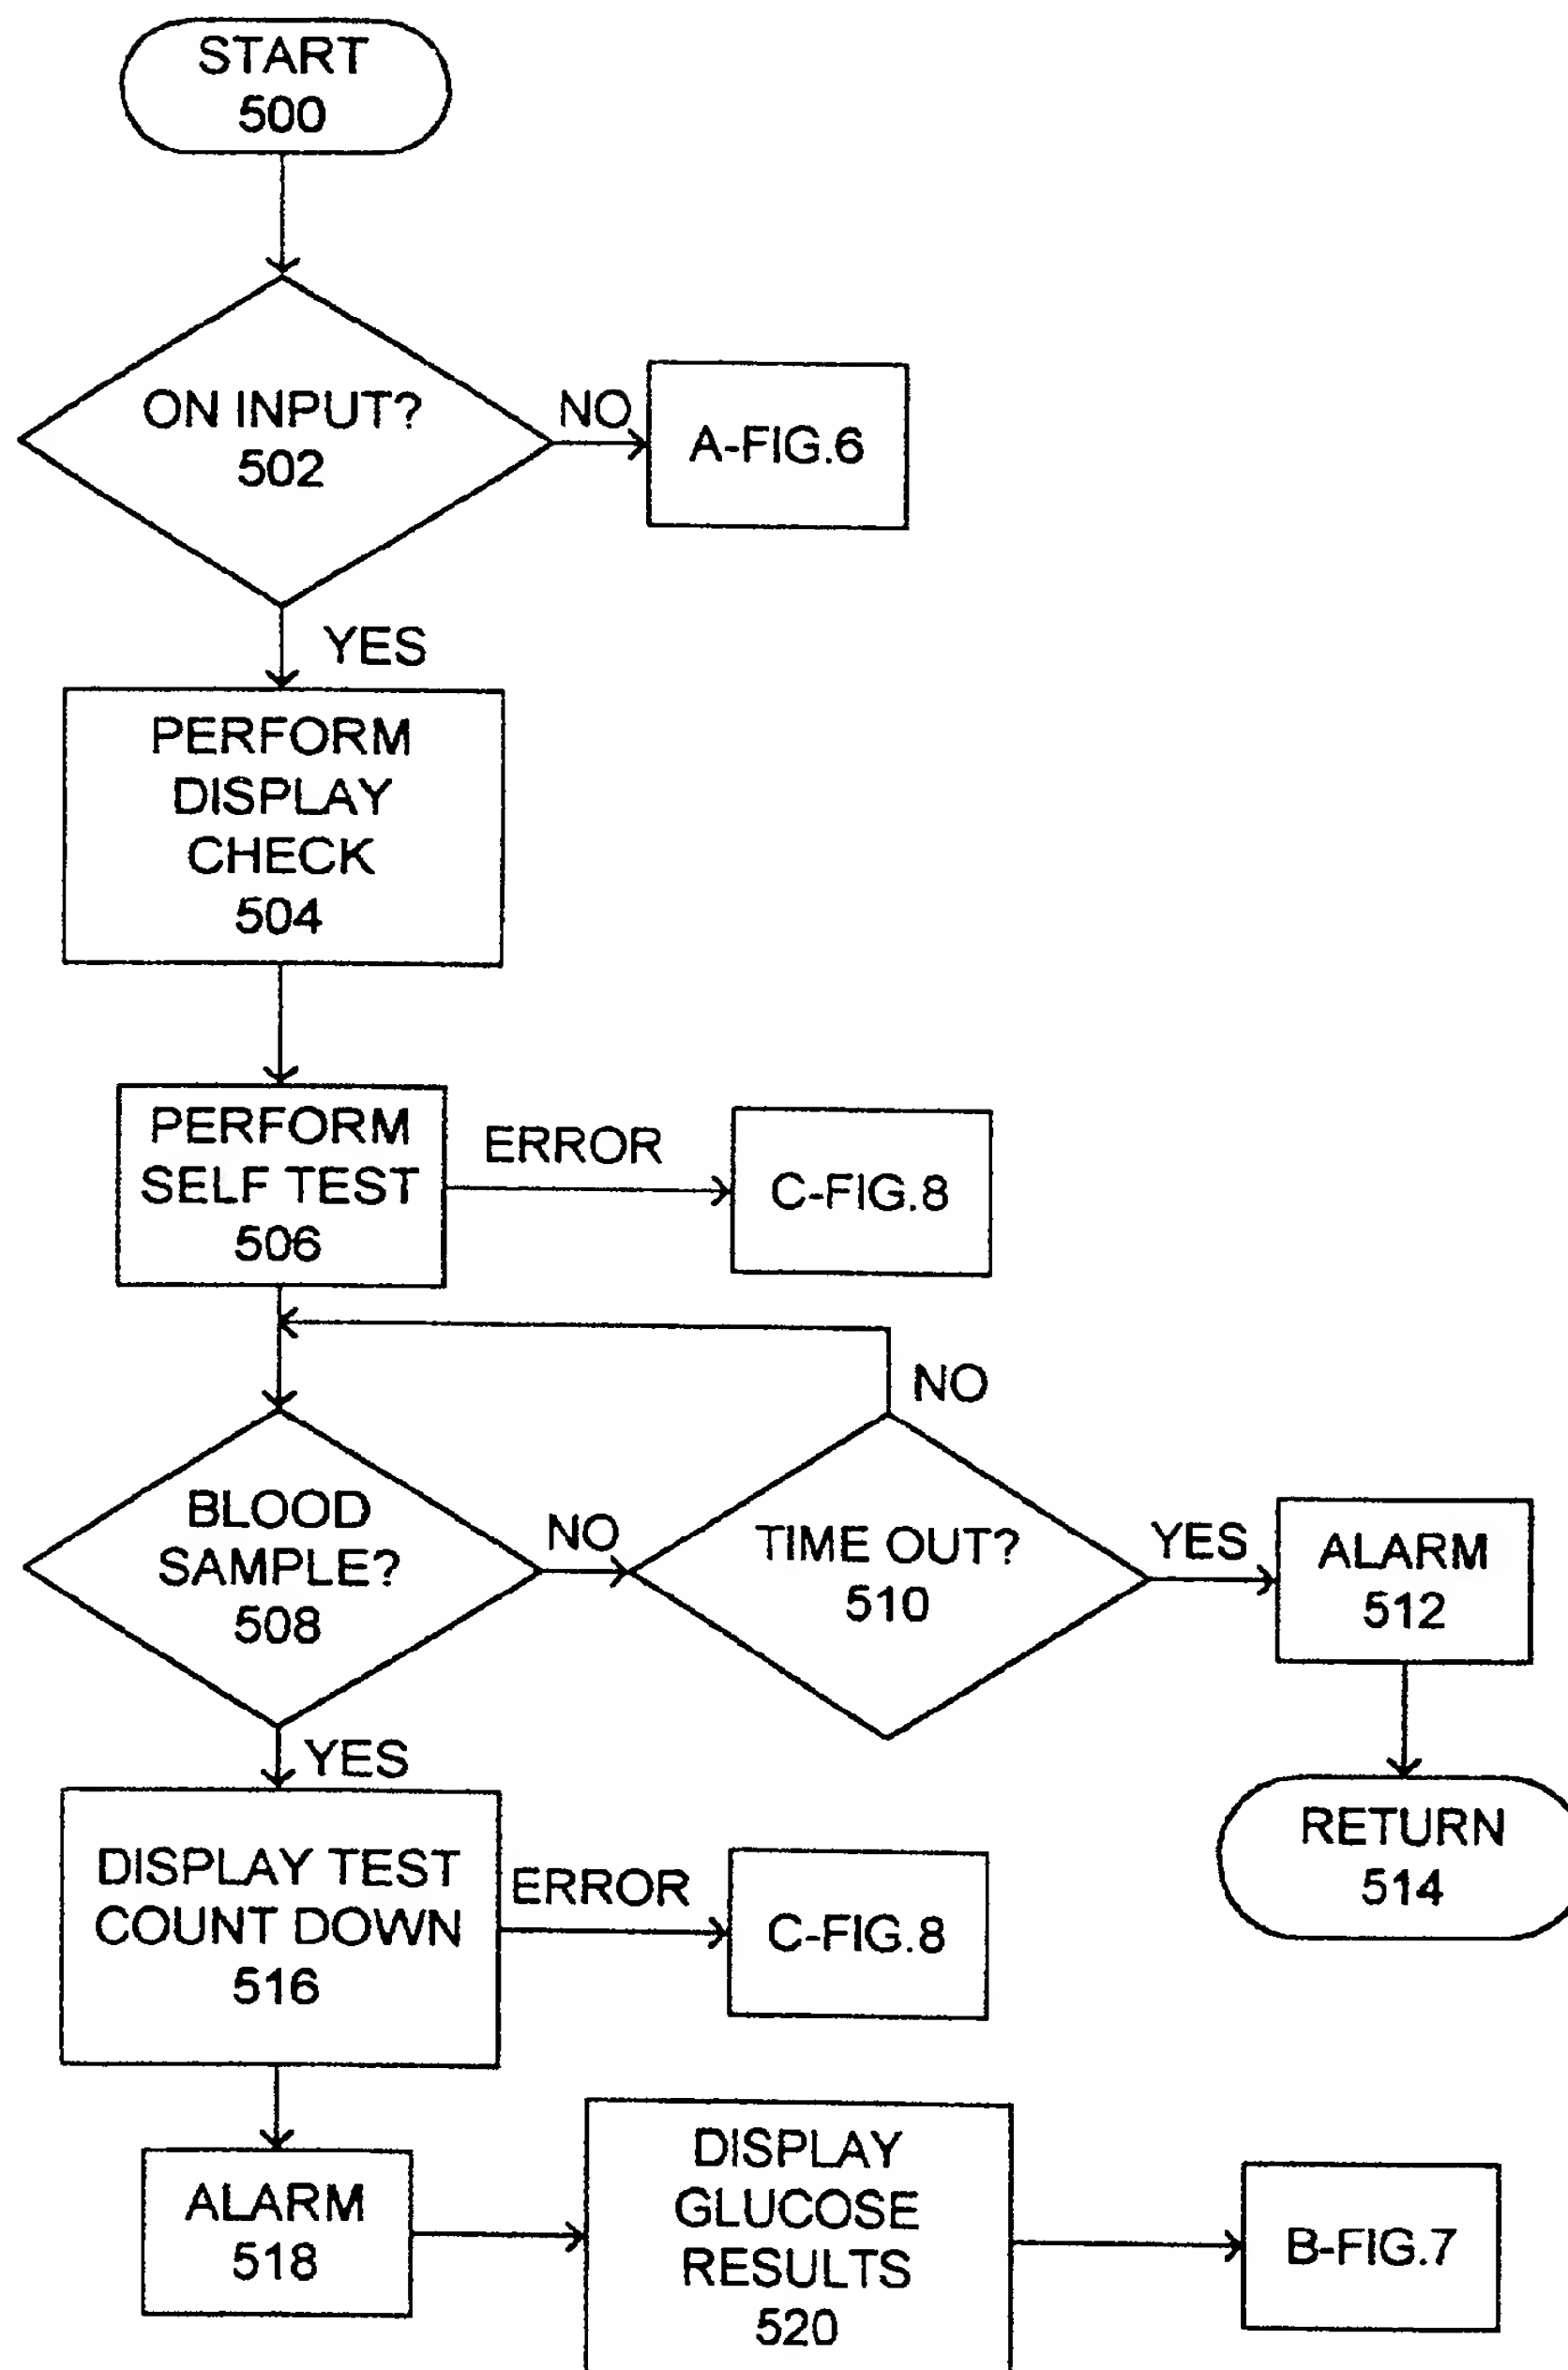 START
500
ON INPUT?
502
NO
A-FIG.6
YES
PERFORM
DISPLAY
CHECK
504
PERFORM
SELF TEST
506
ERROR
C-FIG.8
NO
BLOOD
SAMPLE?
508
NO
TIME OUT?
510
YES
ALARM
512
YES
RETURN
514
DISPLAY TEST
COUNT DOWN
516
ERROR
C-FIG.8
ALARM
518
DISPLAY
GLUCOSE
RESULTS
520
B-FIG.7